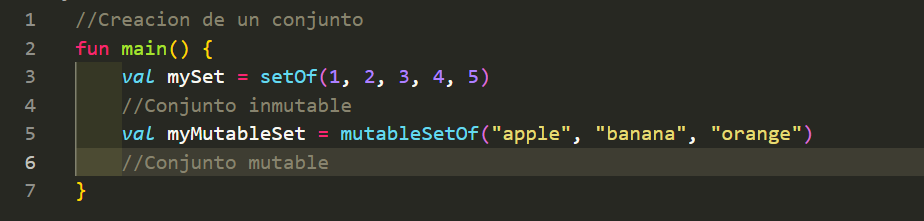 1 //Creacion de un conjunto
2 fun main() {
3 val mySet = setOf(1, 2, 3, 4, 5)
4 //Conjunto inmutable
5 val myMutableSet = mutableSetOf("apple", "banana", "orange")
6 //Conjunto mutable
7 }